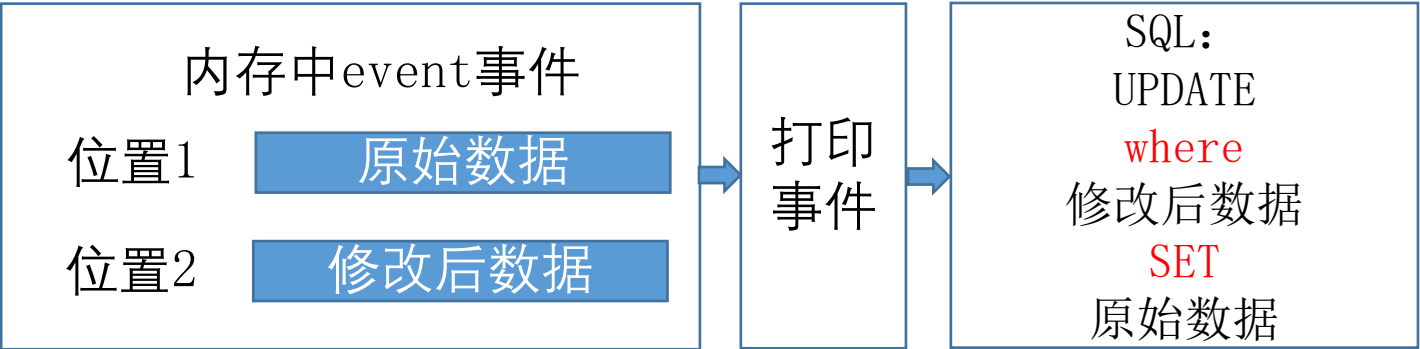 内存中event事件
位置1 原始数据
位置2 修改后数据
打印
事件
SQL：
UPDATE
where
修改后数据
SET
原始数据